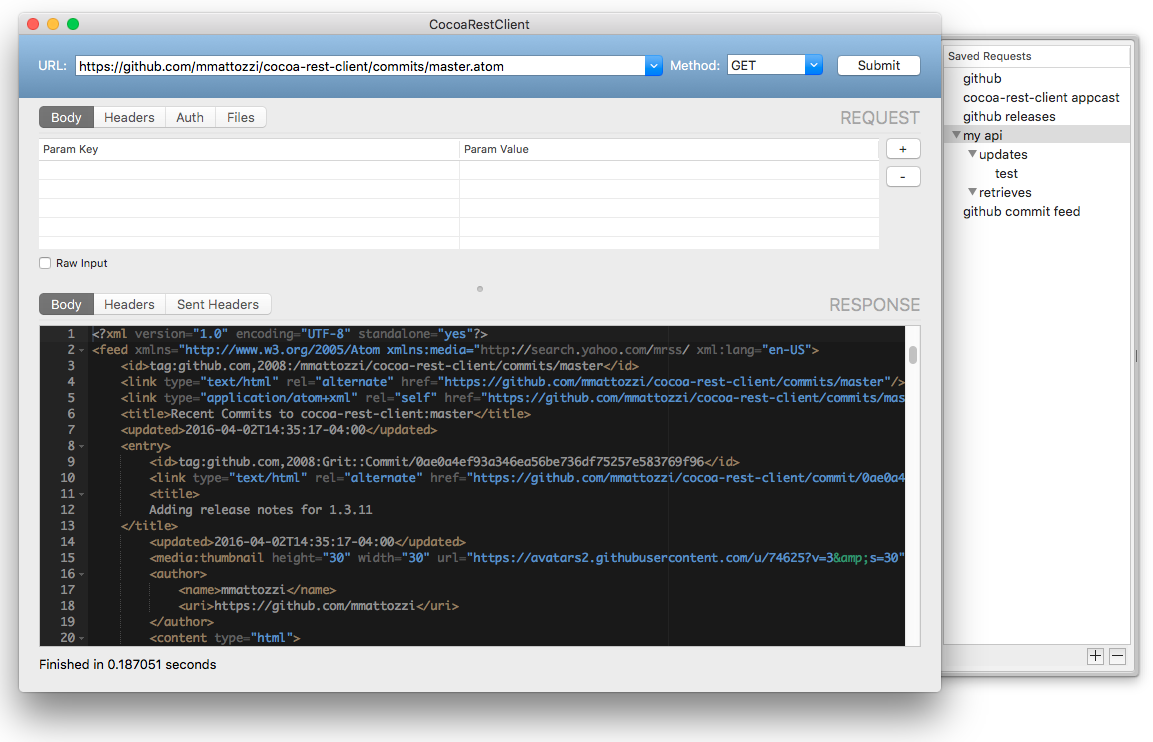 CocoaRestClient
URL: https://github.com/mmattozzi/cocoa-rest-client/commits/master.atom Method: GET Submit
Body Headers Auth Files REQUEST
Param Key Param Value +
-
Raw Input
Body Headers Sent Headers RESPONSE
1 <?xml version="1.0" encoding="UTF-8" standalone="yes"?>
2 <feed xmlns="http://www.w3.org/2005/Atom xmlns:media="http://search.yahoo.com/mrss/ xml:lang="en-US">
3 <id>tag:github.com,2008:/mmattozzi/cocoa-rest-client/commits/master</id>
4 <link type="text/html" rel="alternate" href="https://github.com/mmattozzi/cocoa-rest-client/commits/master"/>
5 <link type="application/atom+xml" rel="self" href="https://github.com/mmattozzi/cocoa-rest-client/commits/mas
6 <title>Recent Commits to cocoa-rest-client:master</title>
7 <updated>2016-04-02T14:35:17-04:00</updated>
8 <entry>
9 <id>tag:github.com,2008:Grit::Commit/0ae0a4ef93a346ea56be736df75257e583769f96</id>
10 <link type="text/html" rel="alternate" href="https://github.com/mmattozzi/cocoa-rest-client/commit/0ae0a4
11 <title>
12 Adding release notes for 1.3.11
13 </title>
14 <updated>2016-04-02T14:35:17-04:00</updated>
15 <media:thumbnail height="30" width="30" url="https://avatars2.githubusercontent.com/u/74625?v=3&amp;s=30"
16 <author>
17 <name>mmattozzi</name>
18 <uri>https://github.com/mmattozzi</uri>
19 </author>
20 <content type="html">
Finished in 0.187051 seconds
Saved Requests
github
cocoa-rest-client appcast
github releases
my api
updates
test
retrieves
github commit feed